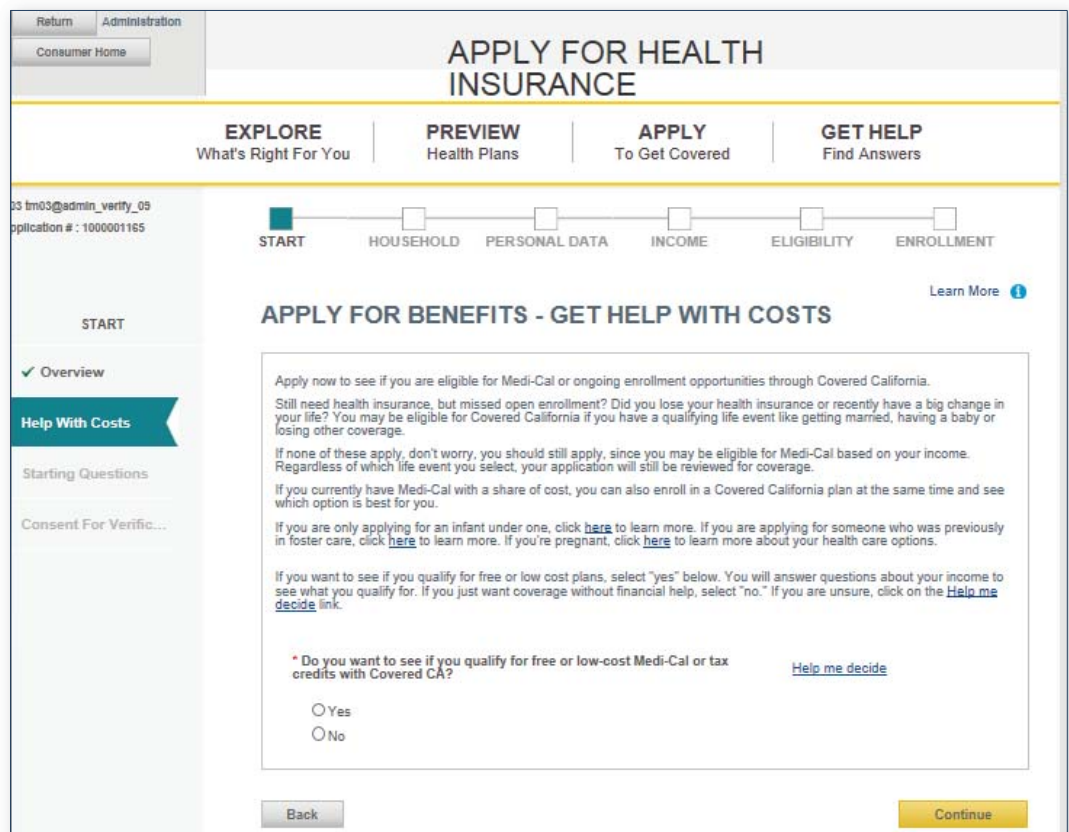 Return Administration
Consumer Home
APPLY FOR HEALTH
INSURANCE
EXPLORE
What's Right For You
PREVIEW
Health Plans
APPLY
To Get Covered
GET HELP
Find Answers
03 tm03@admin_verify_09
pplication # : 1000001165
START HOUSEHOLD PERSONAL DATA INCOME ELIGIBILITY ENROLLMENT
Learn More
START
✓ Overview
Help With Costs
Starting Questions
Consent For Verific...
APPLY FOR BENEFITS - GET HELP WITH COSTS
Apply now to see if you are eligible for Medi-Cal or ongoing enrollment opportunities through Covered California.
Still need health insurance, but missed open enrollment? Did you lose your health insurance or recently have a big change in
your life? You may be eligible for Covered California if you have a qualifying life event like getting married, having a baby or
losing other coverage.
If none of these apply, don't worry, you should still apply, since you may be eligible for Medi-Cal based on your income.
Regardless of which life event you select, your application will still be reviewed for coverage.
If you currently have Medi-Cal with a share of cost, you can also enroll in a Covered California plan at the same time and see
which option is best for you.
If you are only applying for an infant under one, click here to learn more. If you are applying for someone who was previously
in foster care, click here to learn more. If you're pregnant, click here to learn more about your health care options.
If you want to see if you qualify for free or low cost plans, select "yes" below. You will answer questions about your income to
see what you qualify for. If you just want coverage without financial help, select "no." If you are unsure, click on the Help me
decide link.
* Do you want to see if you qualify for free or low-cost Medi-Cal or tax
credits with Covered CA?
Help me decide
Yes
No
Back
Continue